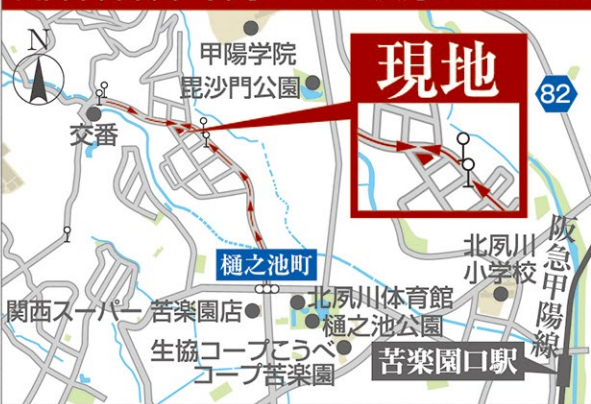 N
甲陽学院
毘沙門公園
現地
82
交番
樋之池町
北夙川
小学校
阪急甲陽線
関西スーパー 苦楽園店
北夙川体育館
樋之池公園
生協コープこうべ
コープ苦楽園
苦楽園口駅